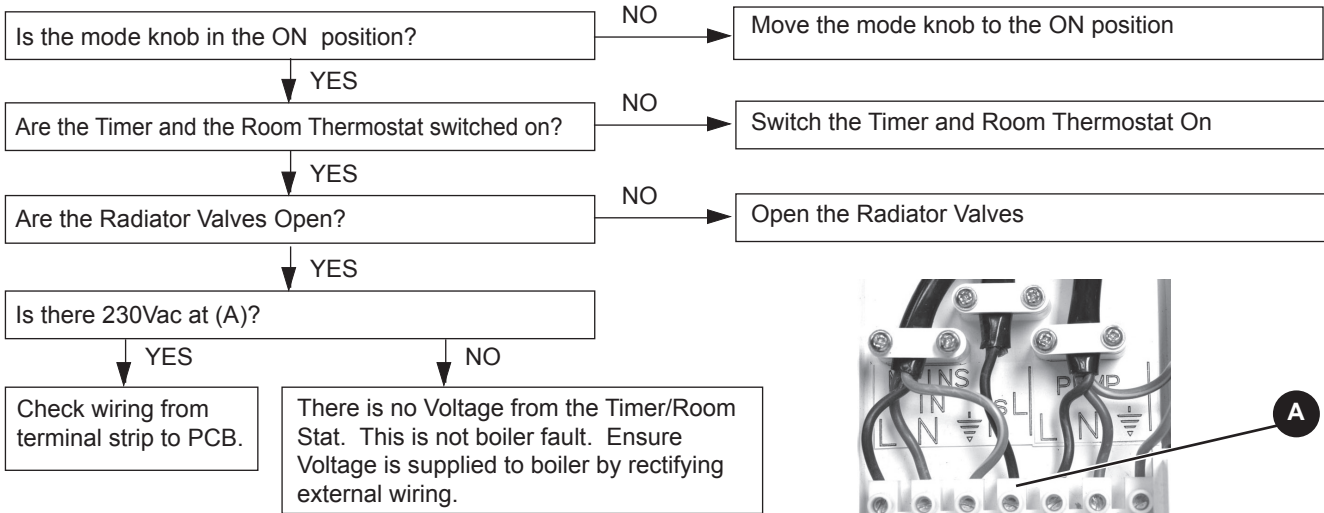 Is the mode knob in the ON position?
NO
Move the mode knob to the ON position
YES
Are the Timer and the Room Thermostat switched on?
NO
Switch the Timer and Room Thermostat On
YES
Are the Radiator Valves Open?
NO
Open the Radiator Valves
YES
Is there 230Vac at (A)?
YES
NO
Check wiring from
terminal strip to PCB.
There is no Voltage from the Timer/Room
Stat. This is not boiler fault. Ensure
Voltage is supplied to boiler by rectifying
external wiring.
IN
L N
L N
A